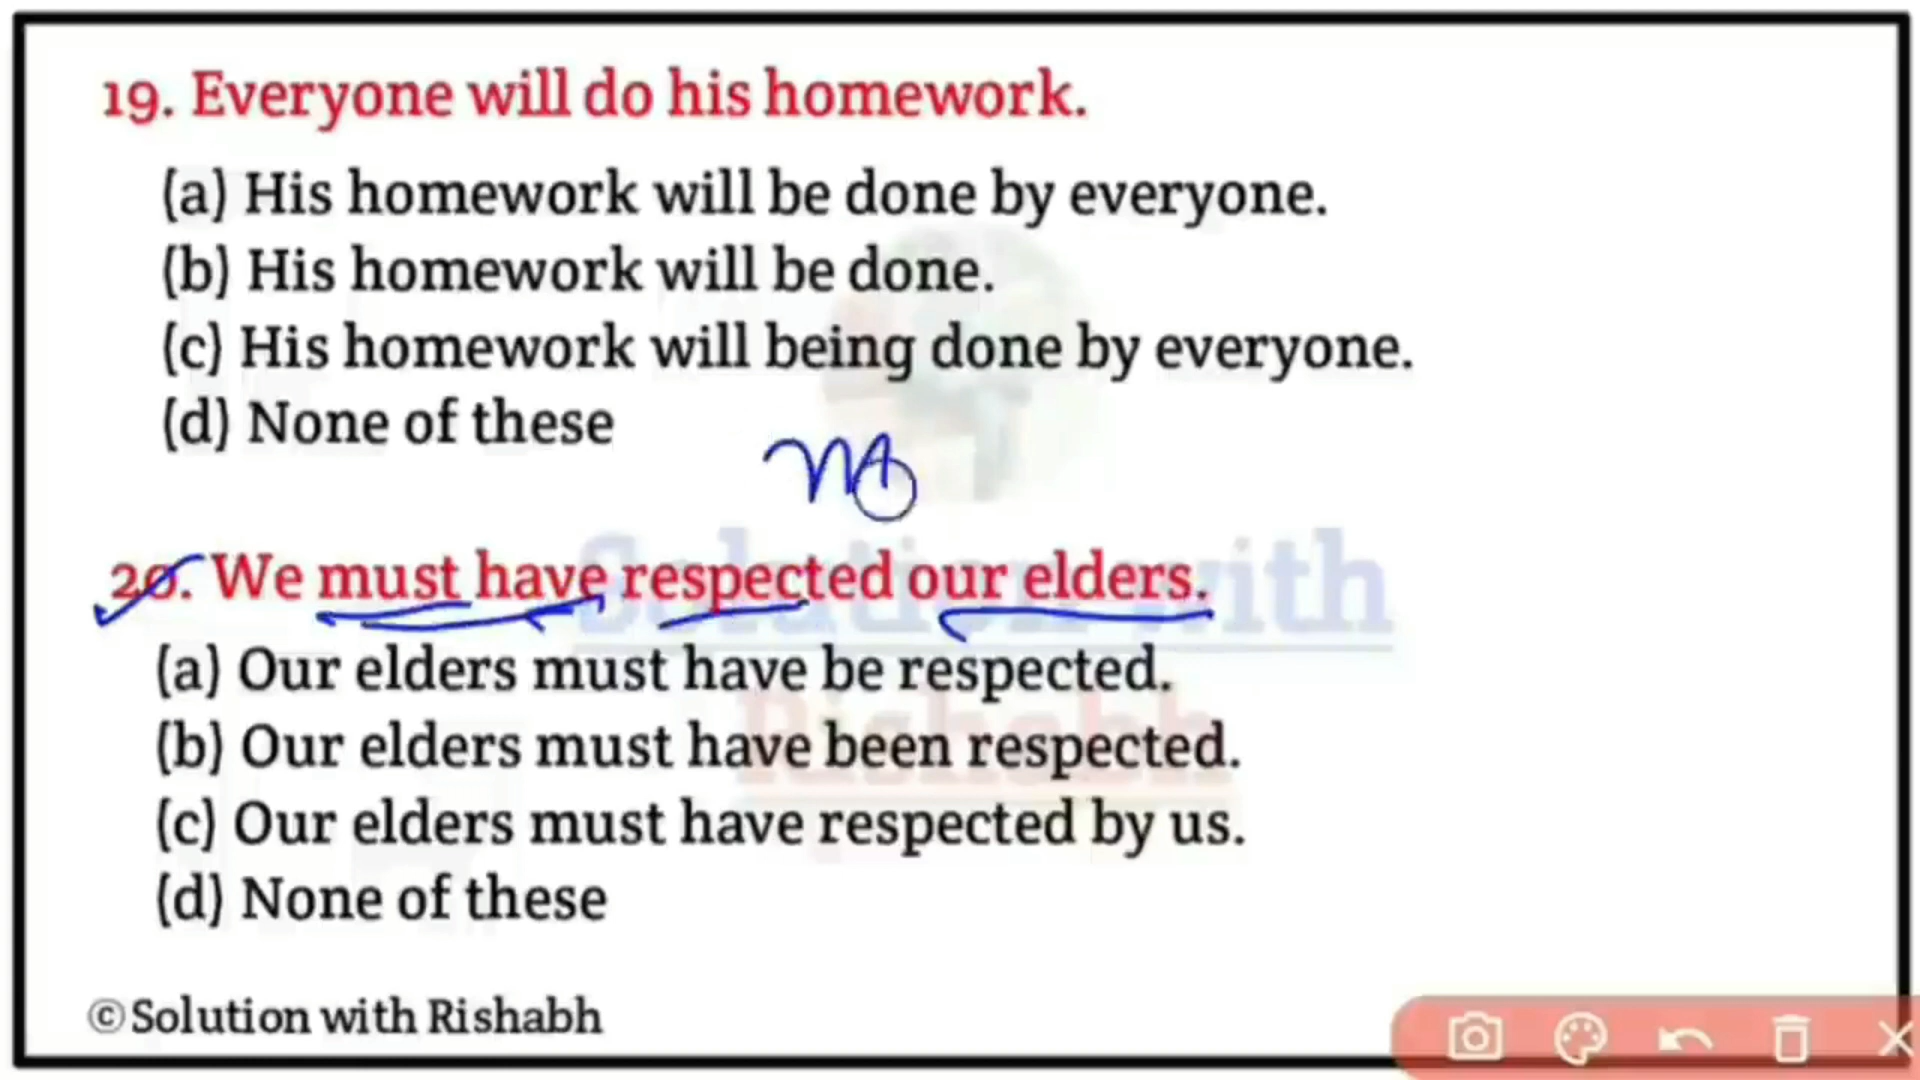 19. Everyone will do his homework.
(a) His homework will be done by everyone.
(b) His homework will be done.
(c) His homework will being done by everyone.
(d) None of these
20. We must have respected our elders.
Solution with
Rishabh
(a) Our elders must have be respected.
(b) Our elders must have been respected.
(c) Our elders must have respected by us.
(d) None of these
©Solution with Rishabh